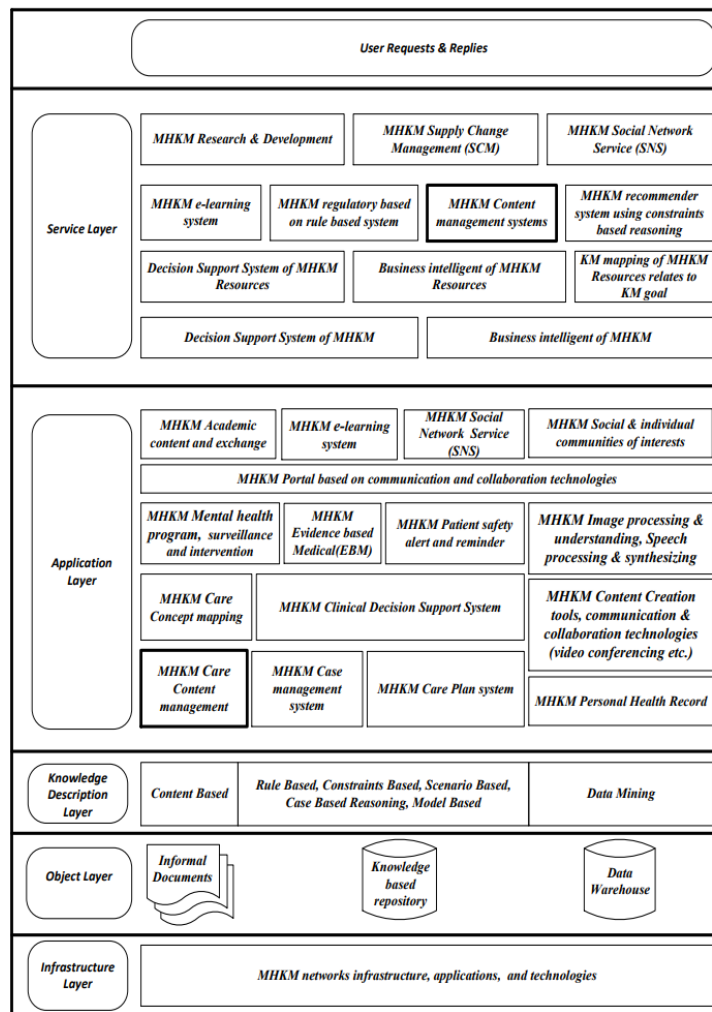 User Requests & Replies
Service Layer
MHKM Research & Development
MHKM Supply Change
Management (SCM)
MHKM Social Network
Service (SNS)
MHKM e-learning
system
MHKM regulatory based
on rule based system
MHKM Content
management systems
MHKM recommender
system using constraints
based reasoning
Decision Support System of MHKM
Resources
Business intelligent of MHKM
Resources
KM mapping of MHKM
Resources relates to
KM goal
Decision Support System of MHKM
Business intelligent of MHKM
Application
Layer
MHKM Academic
content and exchange
MHKM e-learning
system
MHKM Social
Network Service
(SNS)
MHKM Social & individual
communities of interests
MHKM Portal based on communication and collaboration technologies
MHKM Mental health
program, surveillance
and intervention
MHKM
Evidence based
Medical(EBM)
MHKM Patient safety
alert and reminder
MHKM Image processing &
understanding, Speech
processing & synthesizing
MHKM Care
Concept mapping
MHKM Clinical Decision Support System
MHKM Content Creation
tools, communication &
collaboration technologies
(video conferencing etc.)
MHKM Care
Content
management
MHKM Case
management
system
MHKM Care Plan system
MHKM Personal Health Record
Knowledge
Description
Layer
Content Based
Rule Based, Constraints Based, Scenario Based,
Case Based Reasoning, Model Based
Data Mining
Object Layer
Informal
Documents
Knowledge
based
repository
Data
Warehouse
Infrastructure
Layer
MHKM networks infrastructure, applications, and technologies